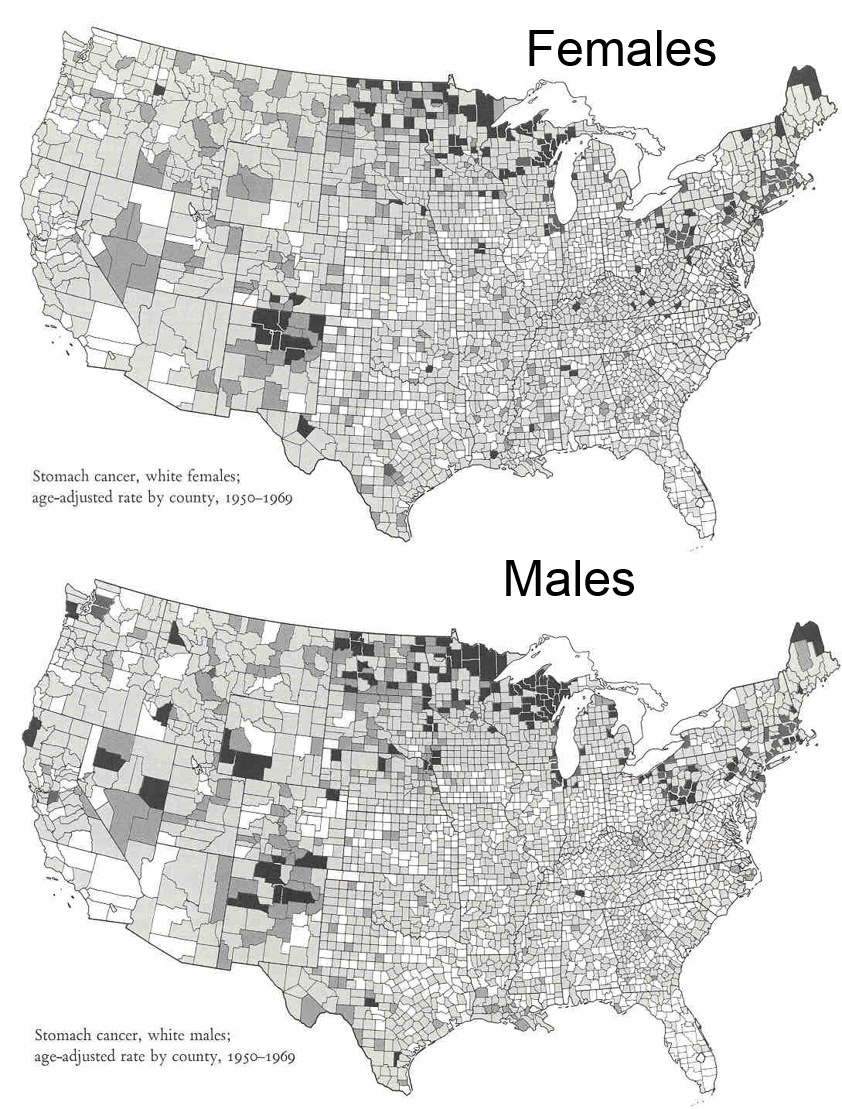 Females
Stomach cancer, white females;
age-adjusted rate by county, 1950–1969
Males
Stomach cancer, white males;
age-adjusted rate by county, 1950–1969